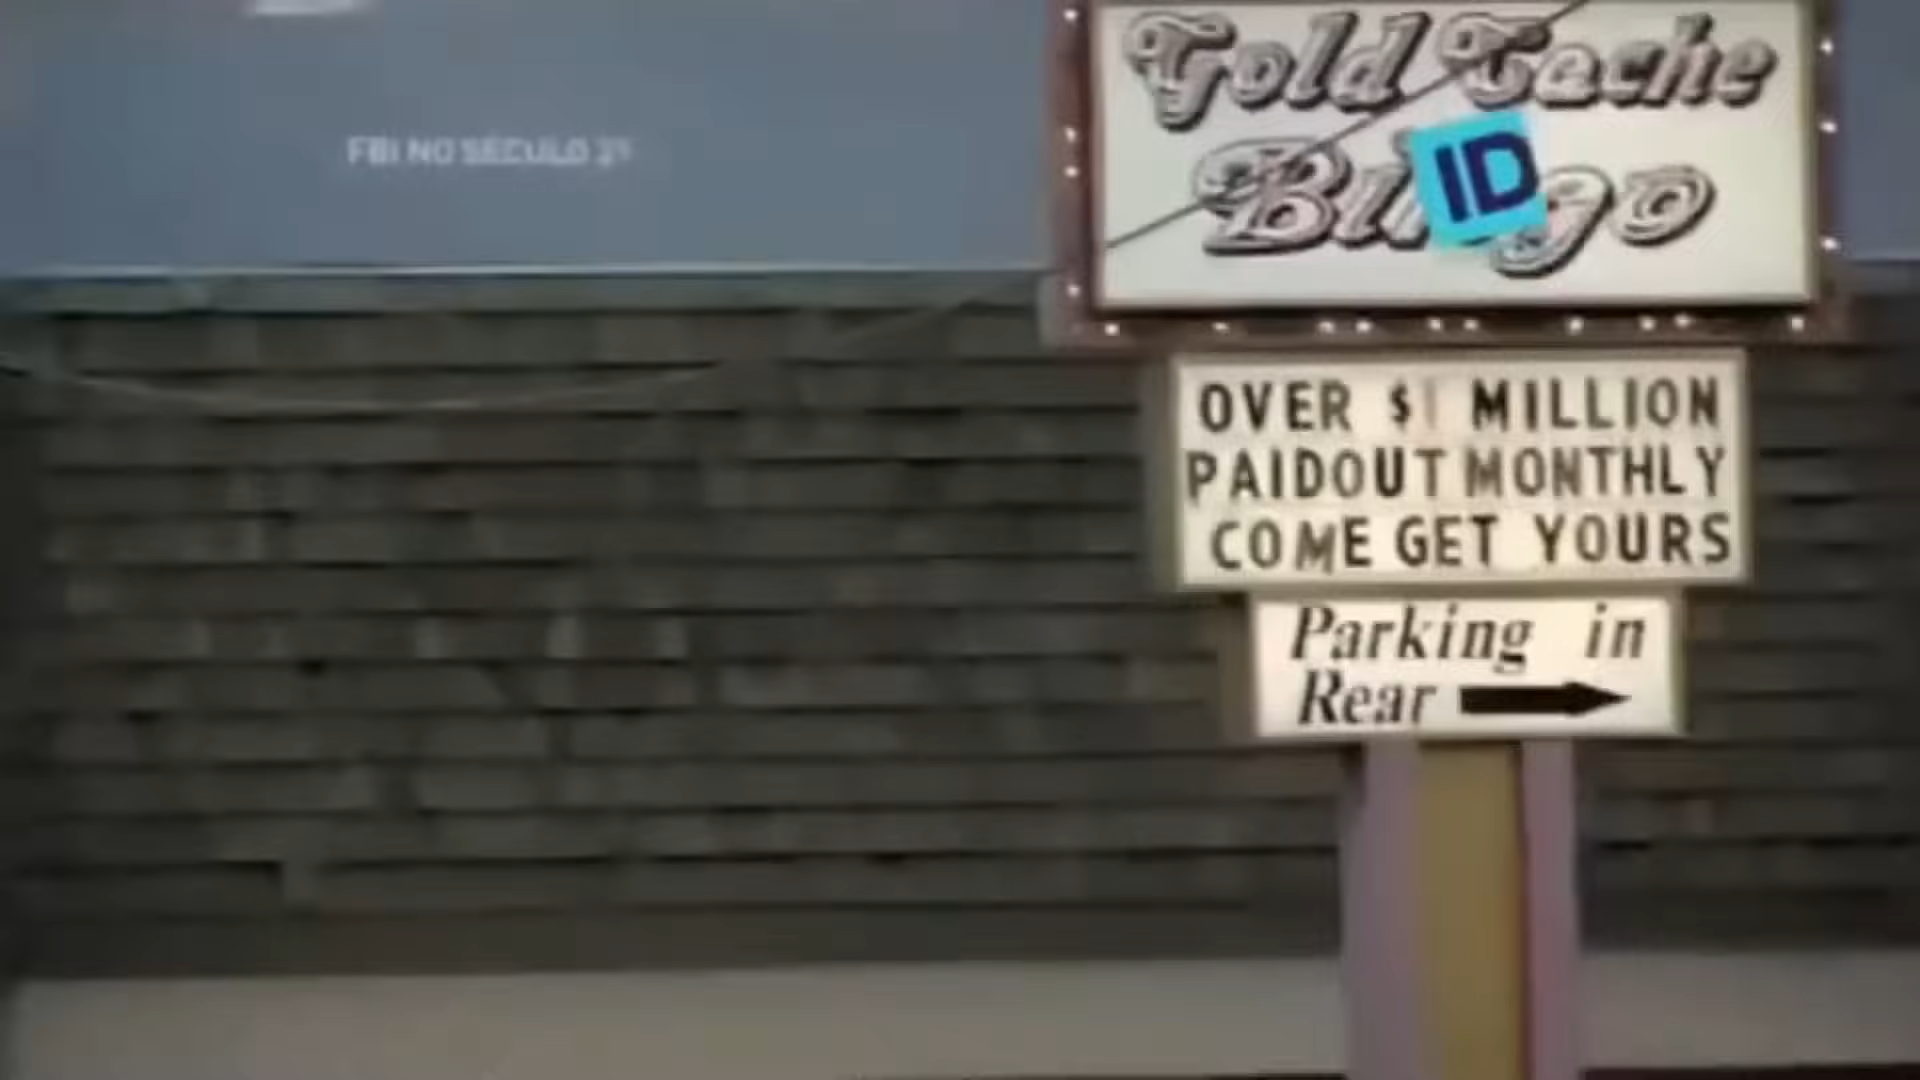 FBI NO SÉCULO 21
Gold Cache
Bingo
ID
OVER $1 MILLION
PAIDOUT MONTHLY
COME GET YOURS
Parking in
Rear